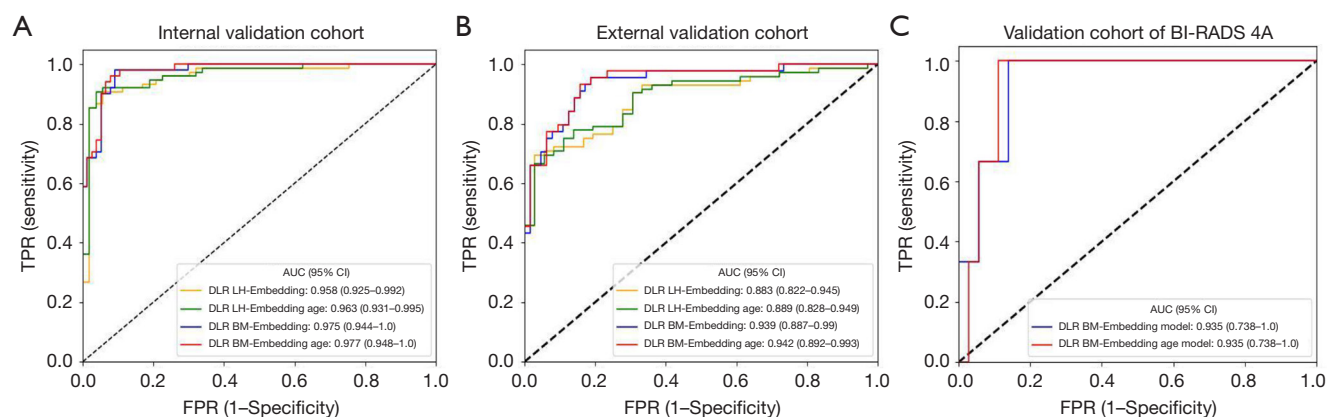 A
Internal validation cohort
TPR (sensitivity)
1.0
0.8
0.6
0.4
0.2
0.0
AUC (95% CI)
DLR LH-Embedding: 0.958 (0.925–0.992)
DLR LH-Embedding age: 0.963 (0.931–0.995)
DLR BM-Embedding: 0.975 (0.944–1.0)
DLR BM-Embedding age: 0.977 (0.948–1.0)
0.0 0.2 0.4 0.6 0.8 1.0
FPR (1–Specificity)
B
External validation cohort
TPR (sensitivity)
1.0
0.8
0.6
0.4
0.2
0.0
AUC (95% CI)
DLR LH-Embedding: 0.883 (0.822–0.945)
DLR LH-Embedding age: 0.889 (0.828–0.949)
DLR BM-Embedding: 0.939 (0.887–0.99)
DLR BM-Embedding age: 0.942 (0.892–0.993)
0.0 0.2 0.4 0.6 0.8 1.0
FPR (1–Specificity)
C
Validation cohort of BI-RADS 4A
TPR (sensitivity)
1.0
0.8
0.6
0.4
0.2
0.0
AUC (95% CI)
DLR BM-Embedding model: 0.935 (0.738–1.0)
DLR BM-Embedding age model: 0.935 (0.738–1.0)
0.0 0.2 0.4 0.6 0.8 1.0
FPR (1–Specificity)